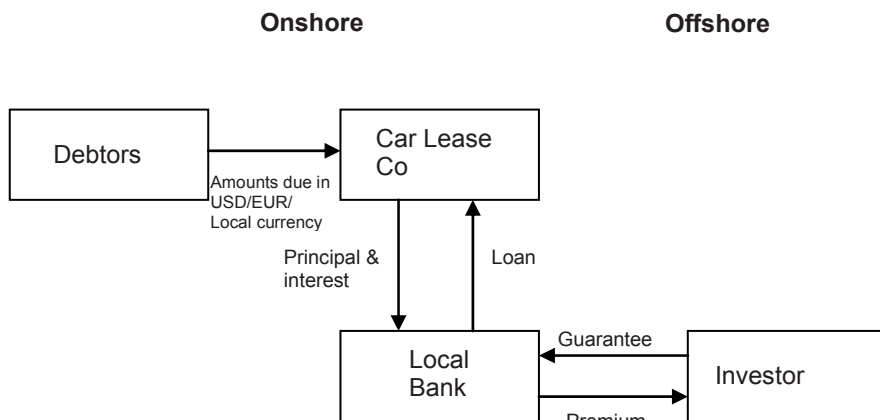 Onshore
Offshore
Debtors
Car Lease
Co
Amounts due in
USD/EUR/
Local currency
Principal &
interest
Loan
Local
Bank
Guarantee
Premium
Investor